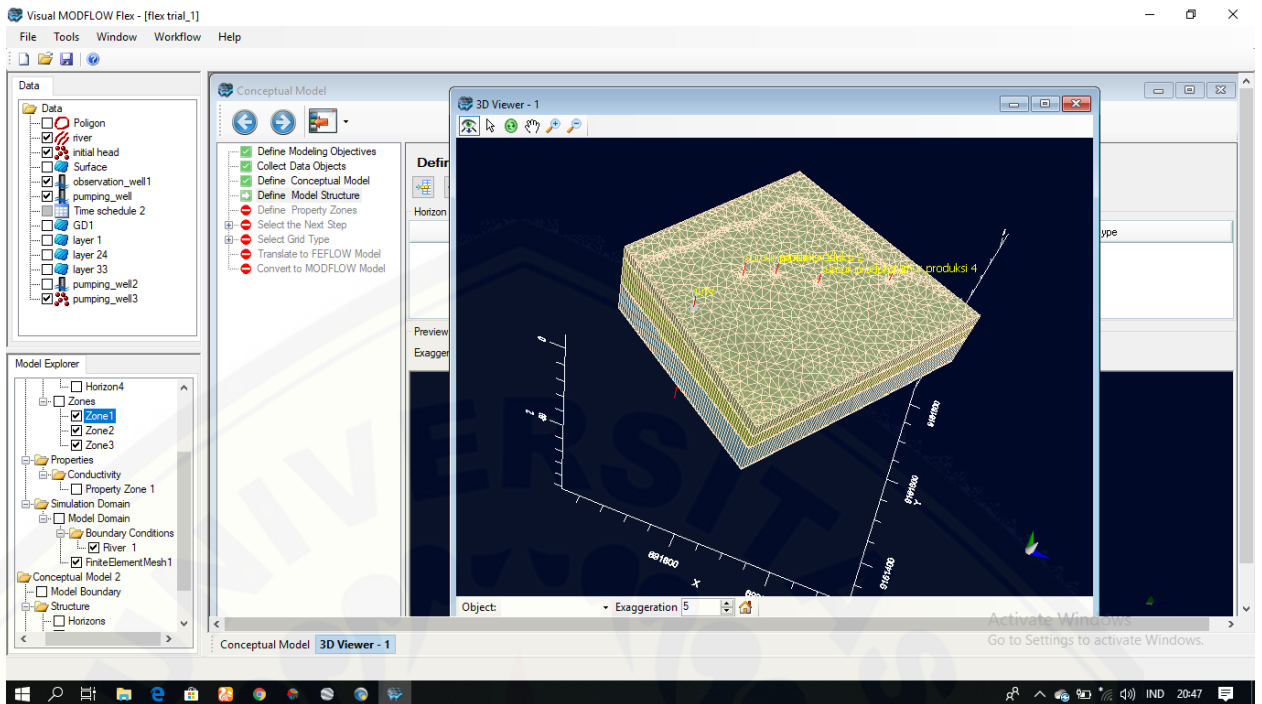 Visual MODFLOW Flex - [flex trial_1]
File Tools Window Workflow Help
Data
Data
Poligon
river
initial head
Surface
observation_well1
pumping_well
Time schedule 2
GD1
layer 1
layer 24
layer 33
pumping_well2
pumping_well3
Model Explorer
Horizon4
Zones
Zone1
Zone2
Zone3
Properties
Conductivity
Property Zone 1
Simulation Domain
Model Domain
Boundary Conditions
River 1
FiniteElementMesh1
Conceptual Model 2
Model Boundary
Structure
Horizons
Conceptual Model
Define Modeling Objectives
Collect Data Objects
Define Conceptual Model
Define Model Structure
Define Property Zones
Select the Next Step
Select Grid Type
Translate to FEFLOW Model
Convert to MODFLOW Model
Defin
Horizon
ype
Preview
Exagger
3D Viewer - 1
produksi 4
0
Z
X
Y
Object:
Exaggeration 5
Conceptual Model 3D Viewer - 1
Activate Windows
Go to Settings to activate Windows.
UNIVERSITAS
IND 20:47